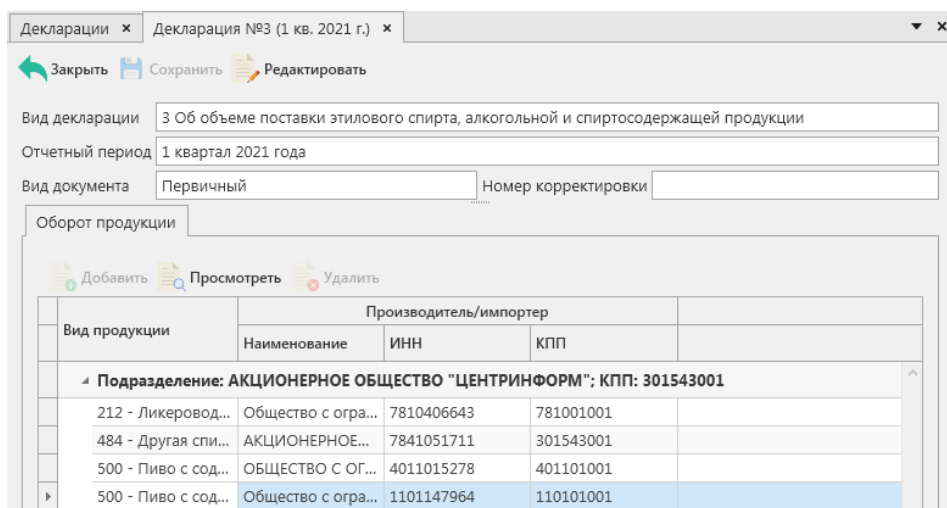 Декларации × Декларация №3 (1 кв. 2021 г.) ×
Закрыть Сохранить Редактировать
Вид декларации 3 Об объеме поставки этилового спирта, алкогольной и спиртосодержащей продукции
Отчетный период 1 квартал 2021 года
Вид документа Первичный Номер корректировки
Оборот продукции
Добавить Просмотреть Удалить
Вид продукции Производитель/импортер
Наименование ИНН КПП
Подразделение: АКЦИОНЕРНОЕ ОБЩЕСТВО "ЦЕНТРИНФОРМ"; КПП: 301543001
212 - Ликеровод... Общество с огра... 7810406643 781001001
484 - Другая спи... АКЦИОНЕРНОЕ... 7841051711 301543001
500 - Пиво с сод... ОБЩЕСТВО С ОГ... 4011015278 401101001
500 - Пиво с сод... Общество с огра... 1101147964 110101001